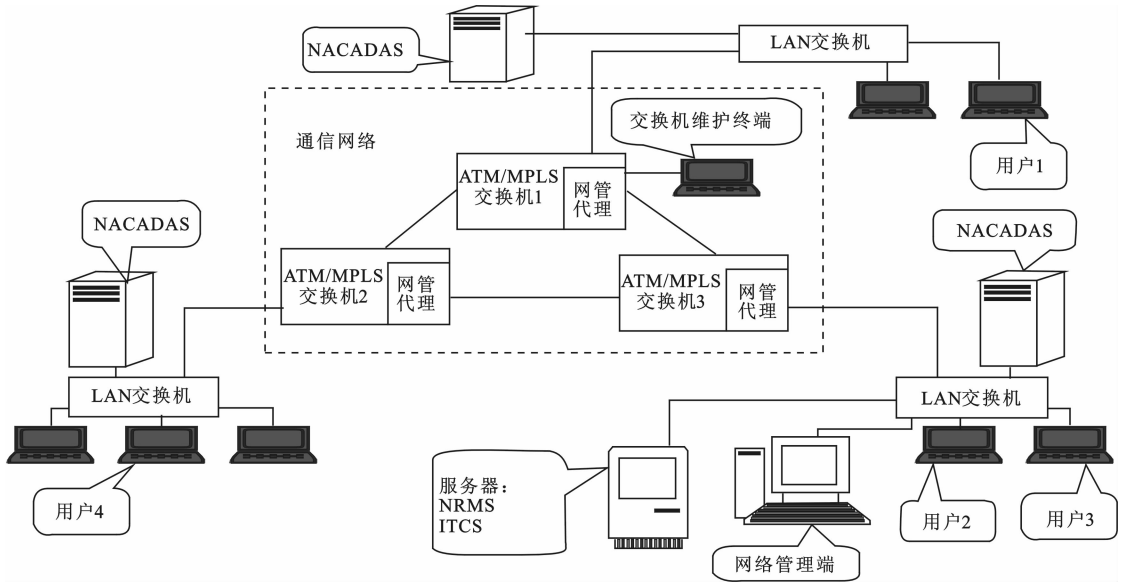 NACADAS
LAN交换机
用户1
通信网络
交换机维护终端
ATM/MPLS
交换机1
网管
代理
NACADAS
NACADAS
ATM/MPLS
交换机2
网管
代理
ATM/MPLS
交换机3
网管
代理
LAN交换机
LAN交换机
用户4
服务器:
NRMS
ITCS
网络管理端
用户2
用户3